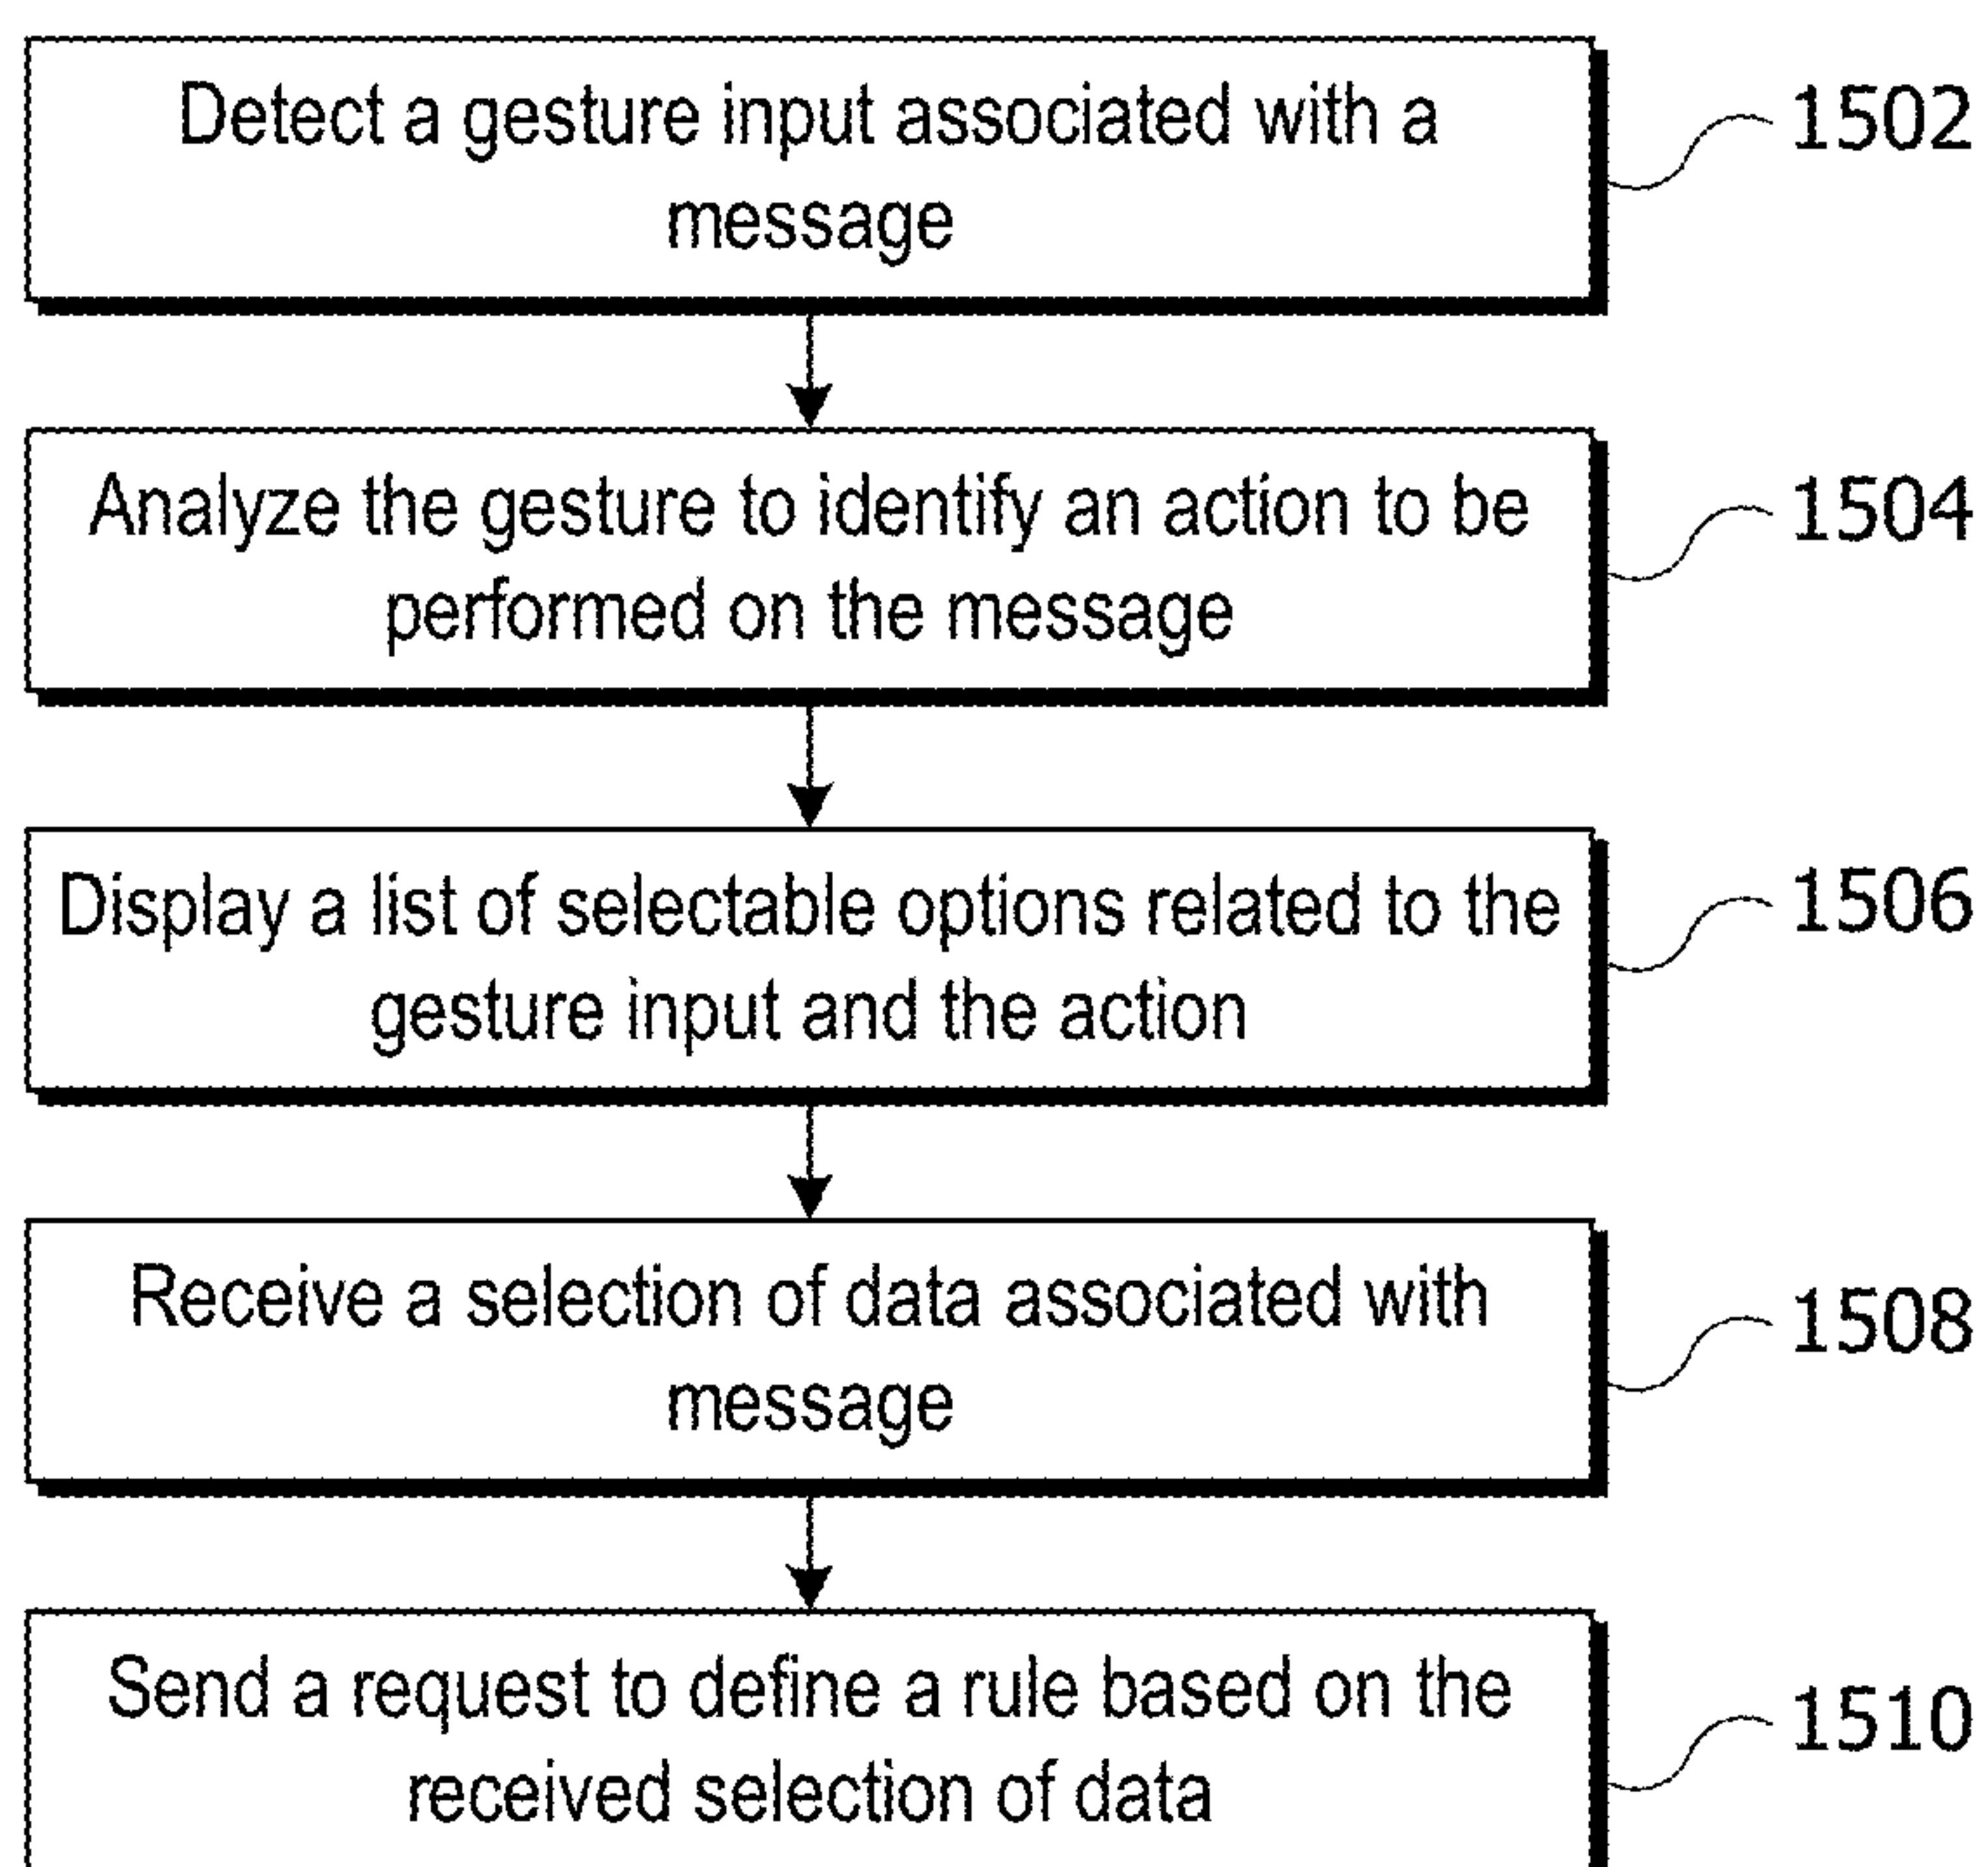 Detect a gesture input associated with a
message
1502
Analyze the gesture to identify an action to be
performed on the message
1504
Display a list of selectable options related to the
gesture input and the action
1506
Receive a selection of data associated with
message
1508
Send a request to define a rule based on the
received selection of data
1510